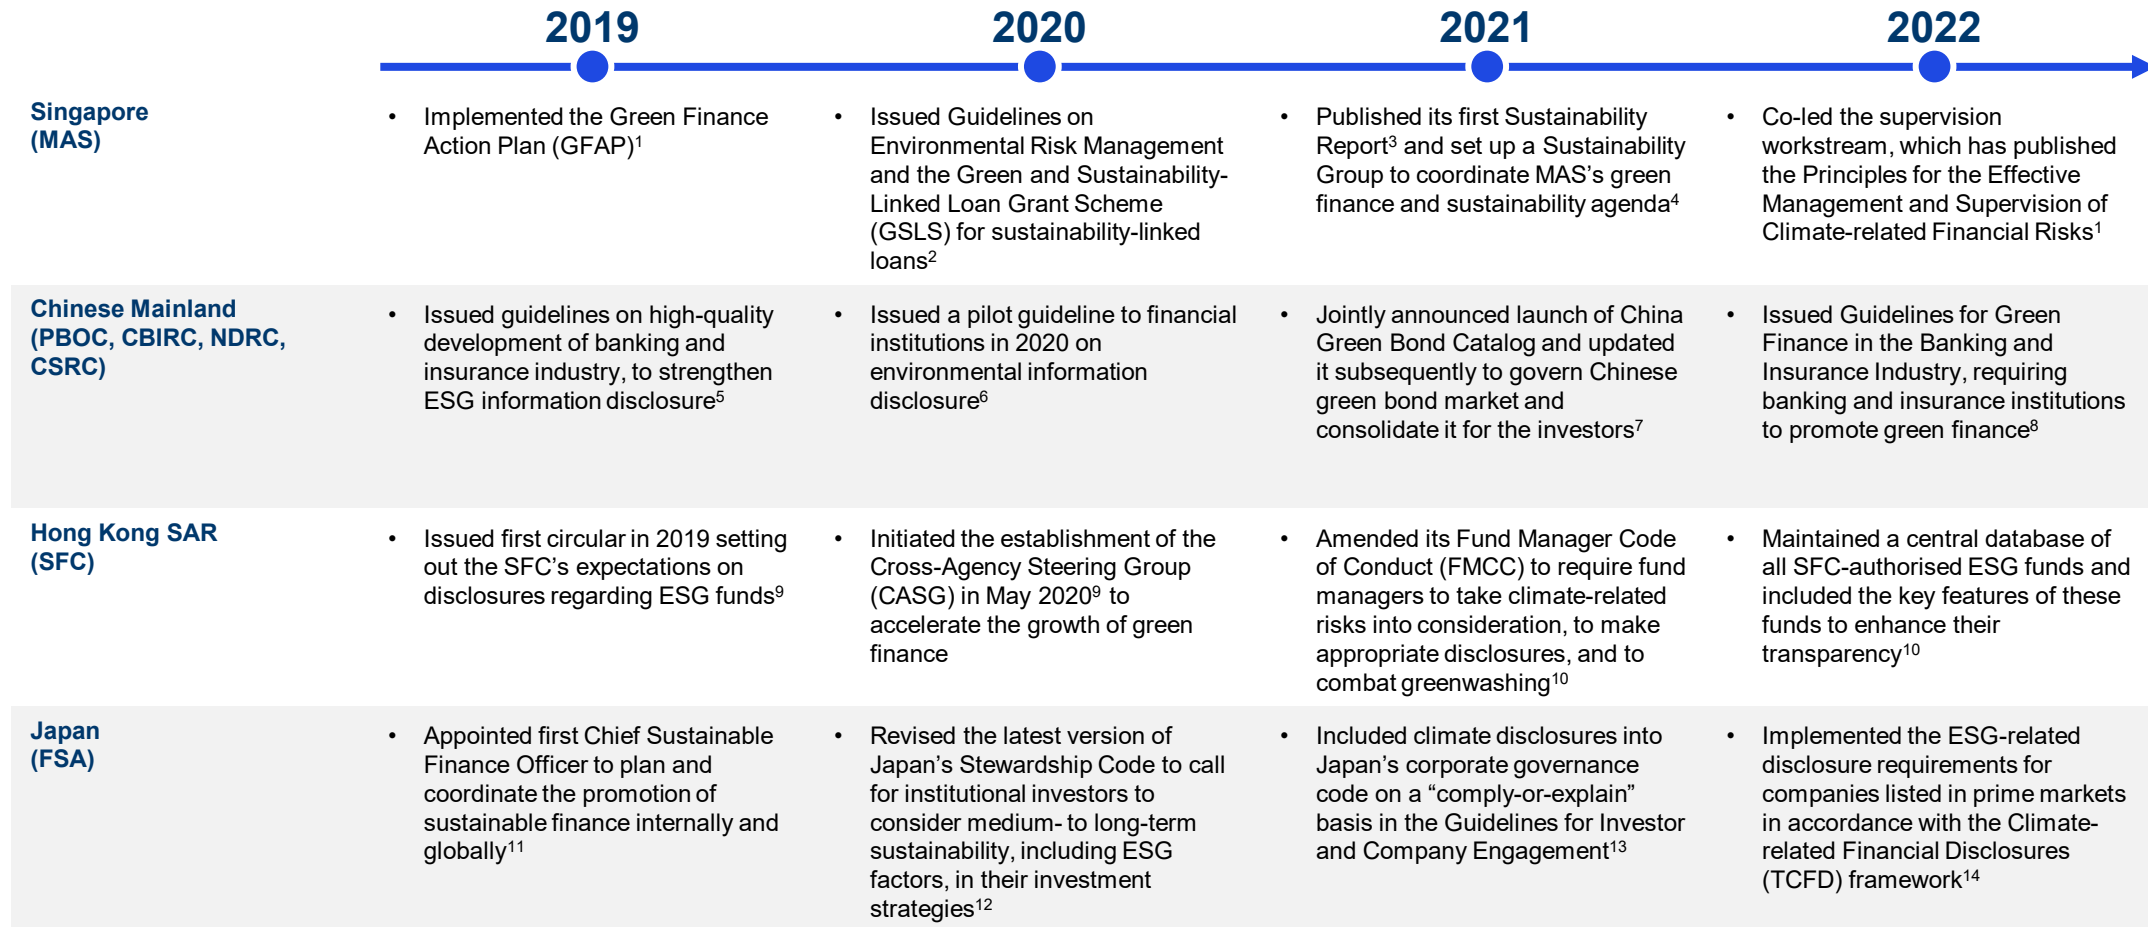 2019
2020
2021
2022
Singapore
(MAS)
• Implemented the Green Finance
Action Plan (GFAP)¹
• Issued Guidelines on
Environmental Risk Management
and the Green and Sustainability-
Linked Loan Grant Scheme
(GSLS) for sustainability-linked
loans²
• Published its first Sustainability
Report³ and set up a Sustainability
Group to coordinate MAS’s green
finance and sustainability agenda⁴
• Co-led the supervision
workstream, which has published
the Principles for the Effective
Management and Supervision of
Climate-related Financial Risks¹
Chinese Mainland
(PBOC, CBIRC, NDRC,
CSRC)
• Issued guidelines on high-quality
development of banking and
insurance industry, to strengthen
ESG information disclosure⁵
• Issued a pilot guideline to financial
institutions in 2020 on
environmental information
disclosure⁶
• Jointly announced launch of China
Green Bond Catalog and updated
it subsequently to govern Chinese
green bond market and
consolidate it for the investors⁷
• Issued Guidelines for Green
Finance in the Banking and
Insurance Industry, requiring
banking and insurance institutions
to promote green finance⁸
Hong Kong SAR
(SFC)
• Issued first circular in 2019 setting
out the SFC’s expectations on
disclosures regarding ESG funds⁹
• Initiated the establishment of the
Cross-Agency Steering Group
(CASG) in May 2020⁹ to
accelerate the growth of green
finance
• Amended its Fund Manager Code
of Conduct (FMCC) to require fund
managers to take climate-related
risks into consideration, to make
appropriate disclosures, and to
combat greenwashing¹⁰
• Maintained a central database of
all SFC-authorised ESG funds and
included the key features of these
funds to enhance their
transparency¹⁰
Japan
(FSA)
• Appointed first Chief Sustainable
Finance Officer to plan and
coordinate the promotion of
sustainable finance internally and
globally¹¹
• Revised the latest version of
Japan’s Stewardship Code to call
for institutional investors to
consider medium- to long-term
sustainability, including ESG
factors, in their investment
strategies¹²
• Included climate disclosures into
Japan’s corporate governance
code on a “comply-or-explain”
basis in the Guidelines for Investor
and Company Engagement¹³
• Implemented the ESG-related
disclosure requirements for
companies listed in prime markets
in accordance with the Climate-
related Financial Disclosures
(TCFD) framework¹⁴